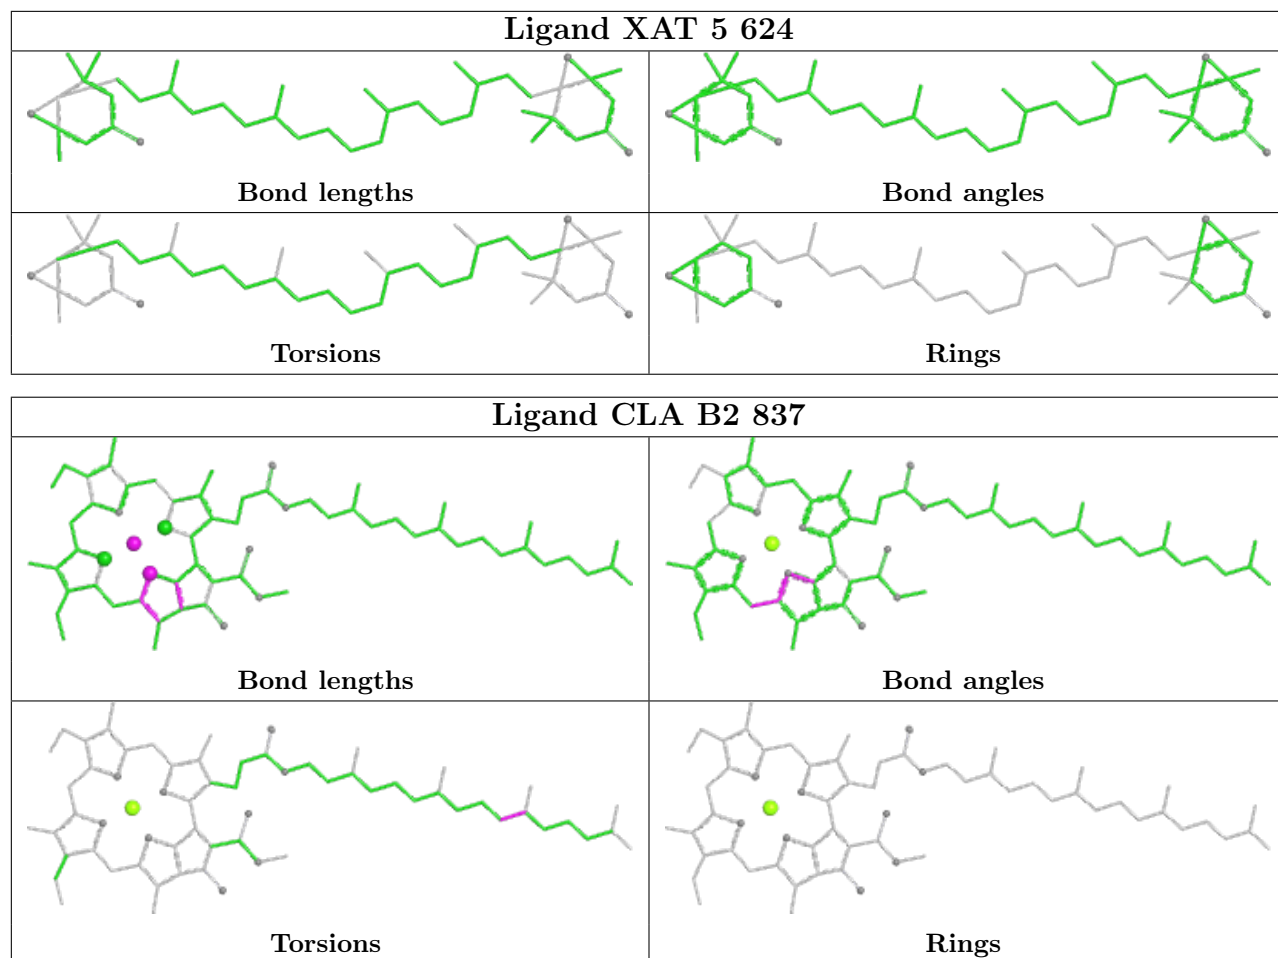 Ligand XAT 5 624
Bond lengths
Bond angles
Torsions
Rings
Ligand CLA B2 837
Bond lengths
Bond angles
Torsions
Rings